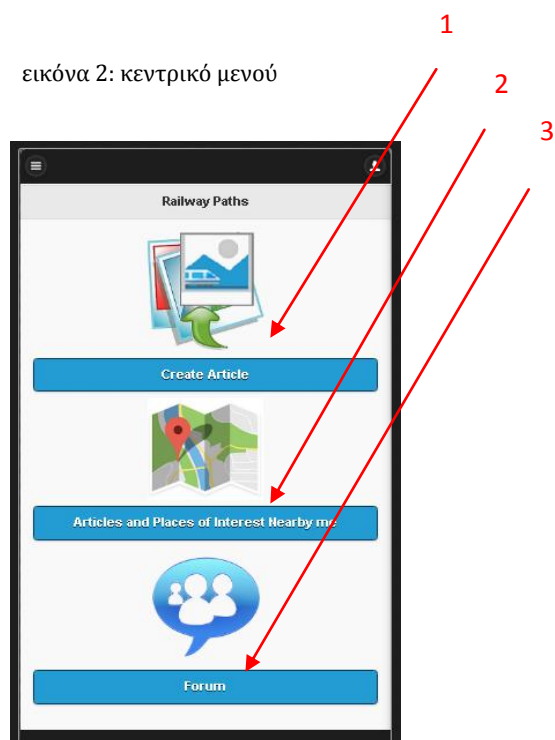 1
εικόνα 2: κεντρικό μενού
2
3
Railway Paths
Create Article
Articles and Places of Interest Nearby me
Forum